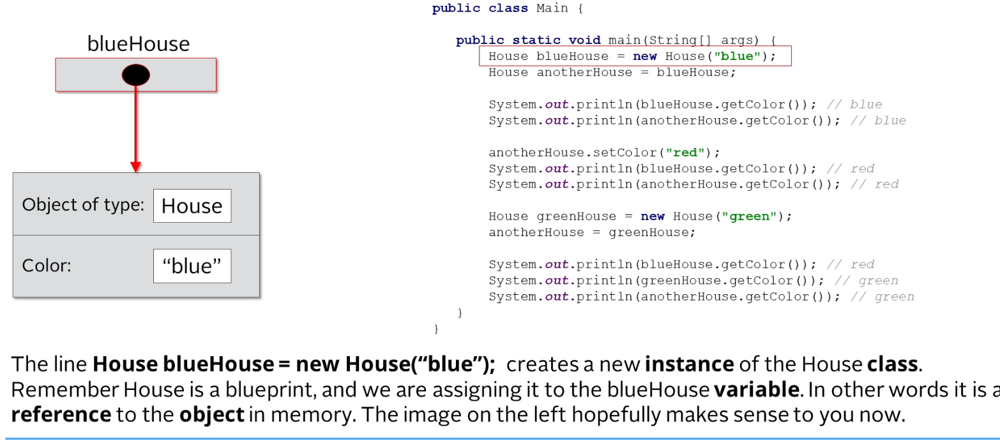 blueHouse
Object of type: House
Color: “blue”
public class Main {
public static void main(String[] args) {
House blueHouse = new House("blue");
House anotherHouse = blueHouse;
System.out.println(blueHouse.getColor()); // blue
System.out.println(anotherHouse.getColor()); // blue
anotherHouse.setColor("red");
System.out.println(blueHouse.getColor()); // red
System.out.println(anotherHouse.getColor()); // red
House greenHouse = new House("green");
anotherHouse = greenHouse;
System.out.println(blueHouse.getColor()); // red
System.out.println(greenHouse.getColor()); // green
System.out.println(anotherHouse.getColor()); // green
}
}
The line House blueHouse = new House(“blue”); creates a new instance of the House class.
Remember House is a blueprint, and we are assigning it to the blueHouse variable. In other words it is a
reference to the object in memory. The image on the left hopefully makes sense to you now.